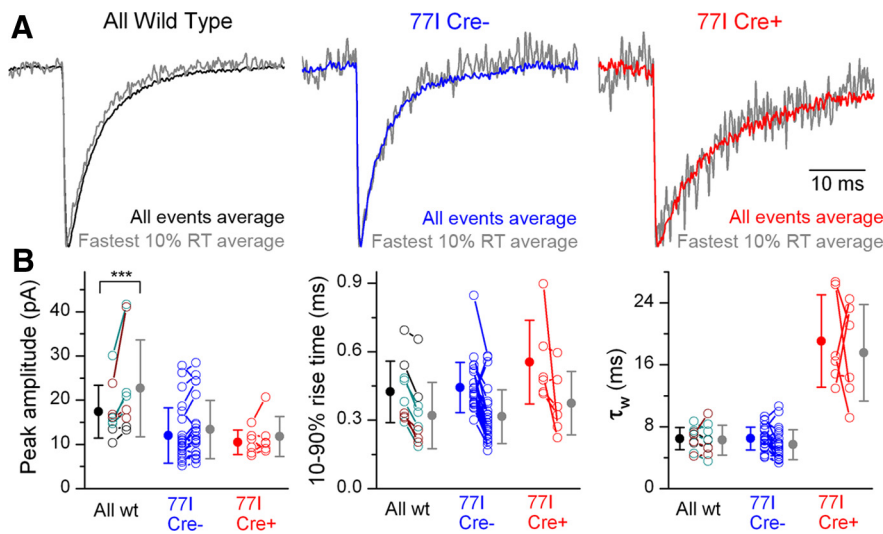 A
All Wild Type
77I Cre-
77I Cre+
10 ms
All events average
Fastest 10% RT average
All events average
Fastest 10% RT average
All events average
Fastest 10% RT average
B
Peak amplitude (pA)
40
30
20
10
0
***
All wt
77I
Cre-
77I
Cre+
10-90% rise time (ms)
0.9
0.6
0.3
0.0
All wt
77I
Cre-
77I
Cre+
τw (ms)
24
16
8
0
All wt
77I
Cre-
77I
Cre+